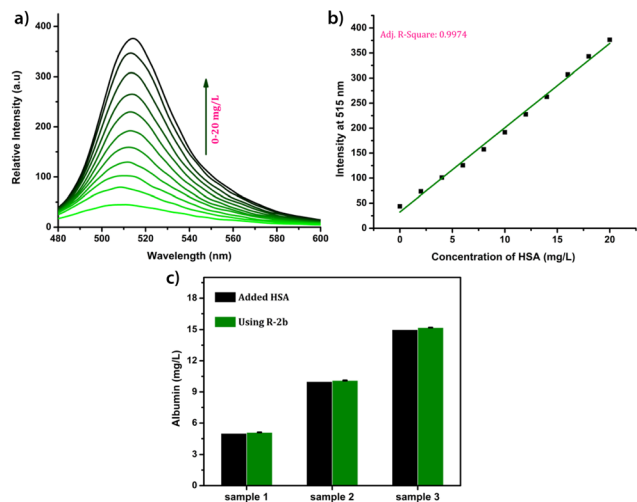 a)
Relative Intensity (a.u)
400
300
200
100
0
0-20 mg/L
480 500 520 540 560 580 600
Wavelength (nm)
b)
Adj. R-Square: 0.9974
Intensity at 515 nm
400
350
300
250
200
150
100
50
0
0 5 10 15 20
Concentration of HSA (mg/L)
c)
Added HSA
Using R-2b
Albumin (mg/L)
18
15
12
9
6
3
0
sample 1 sample 2 sample 3